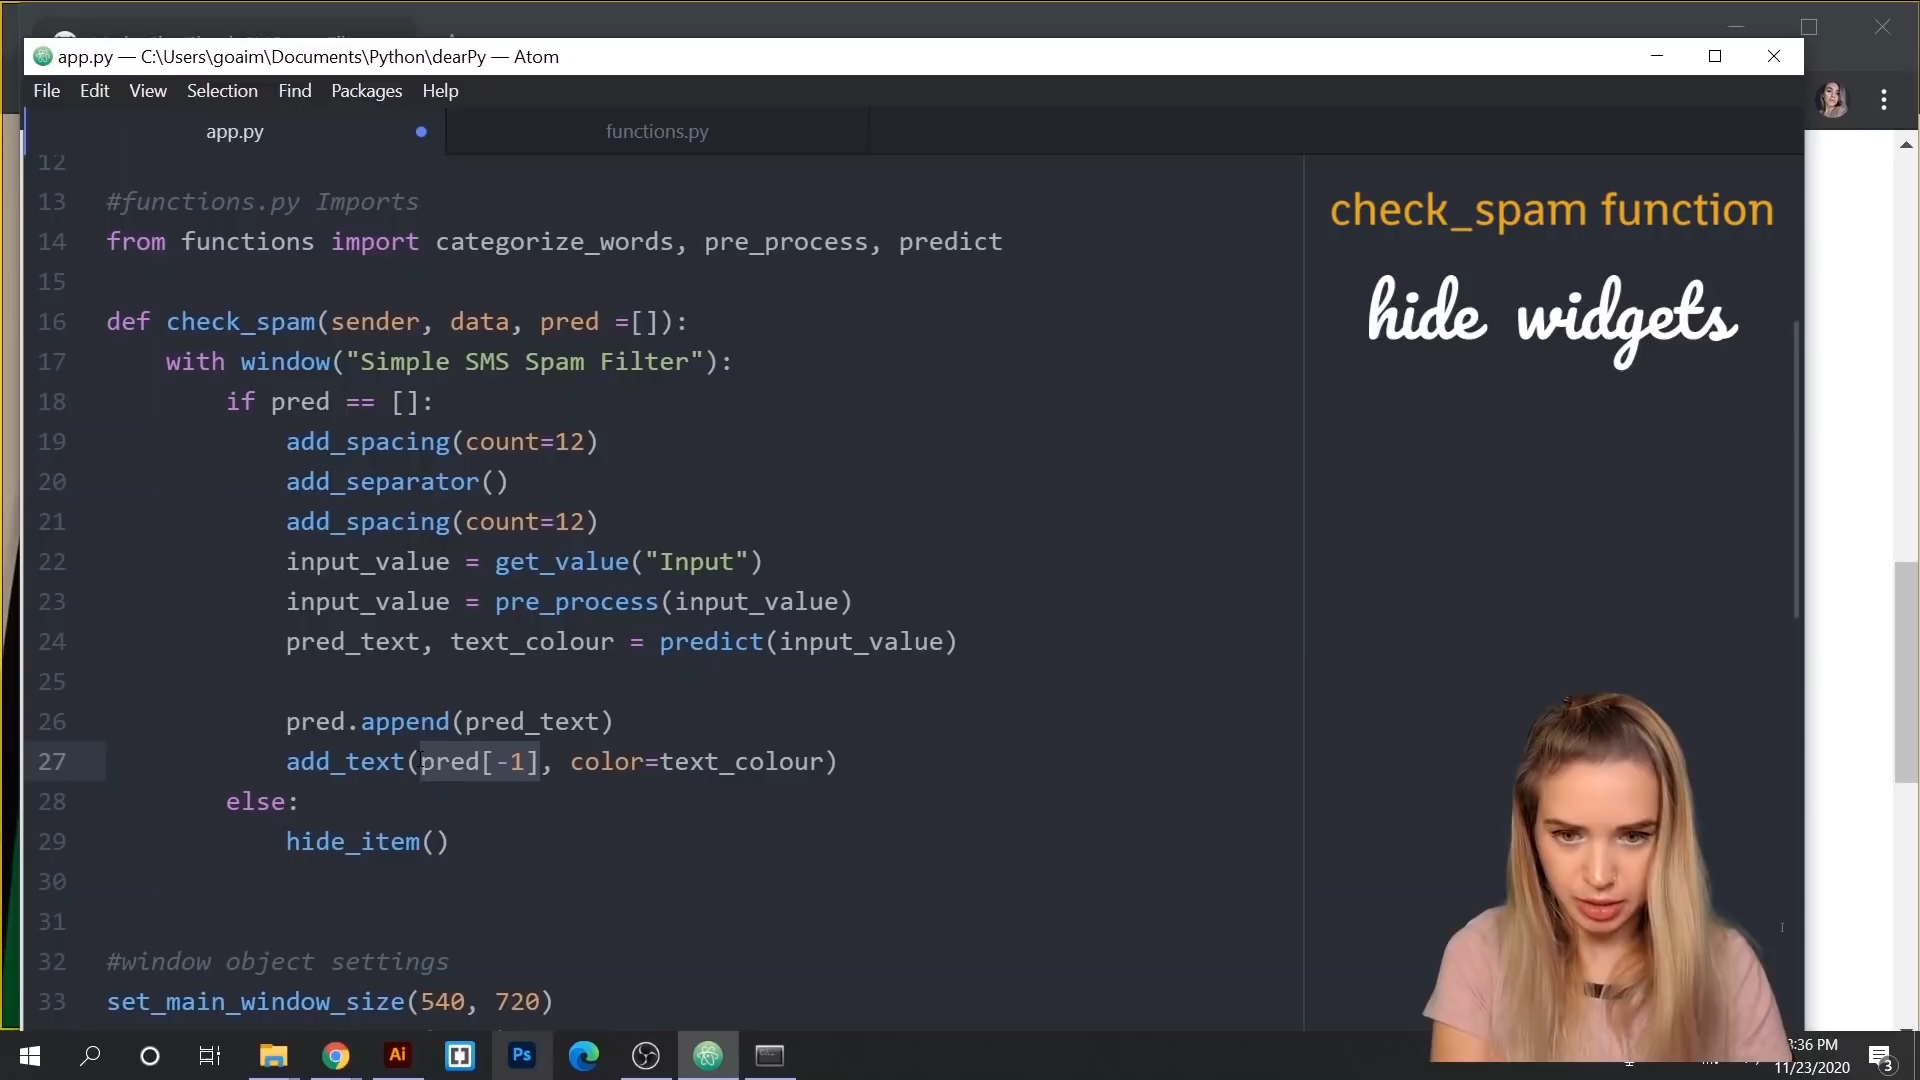 app.py — C:\Users\goaim\Documents\Python\dearPy — Atom
File Edit View Selection Find Packages Help
app.py functions.py
12
13 #functions.py Imports
14 from functions import categorize_words, pre_process, predict
15
16 def check_spam(sender, data, pred =[]):
17 with window("Simple SMS Spam Filter"):
18 if pred == []:
19 add_spacing(count=12)
20 add_separator()
21 add_spacing(count=12)
22 input_value = get_value("Input")
23 input_value = pre_process(input_value)
24 pred_text, text_colour = predict(input_value)
25
26 pred.append(pred_text)
27 add_text(pred[-1], color=text_colour)
28 else:
29 hide_item()
30
31
32 #window object settings
33 set_main_window_size(540, 720)
check_spam function
hide widgets
Ai
Ps
:36 PM
11/23/2020
3